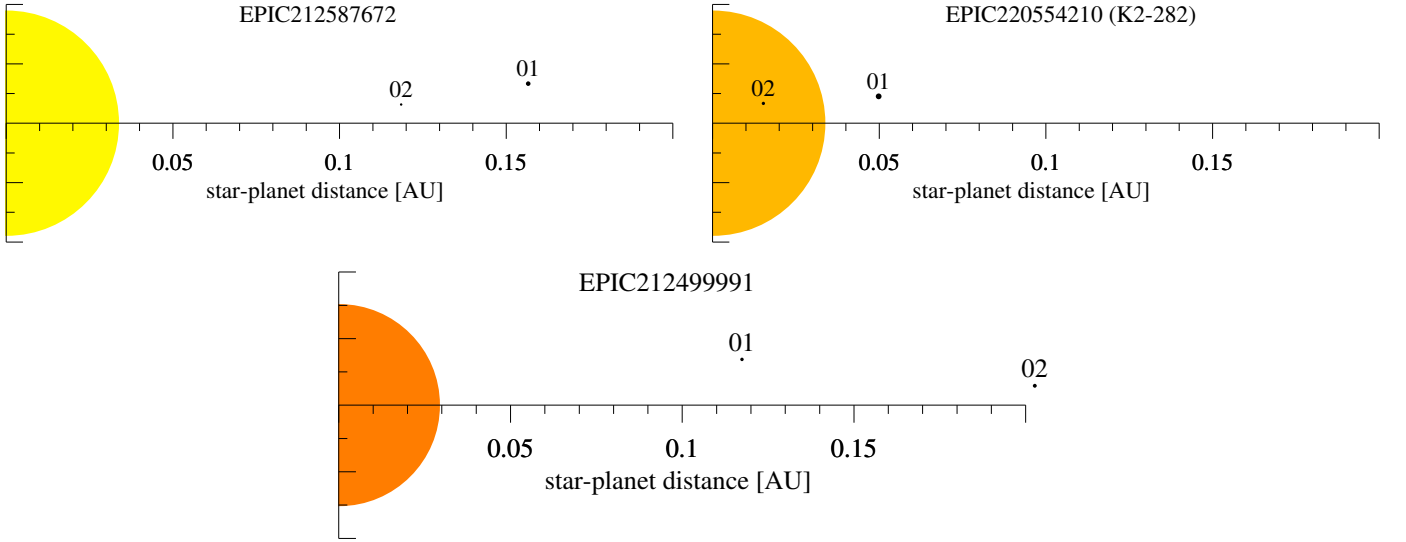 EPIC212587672
02
01
0.05 0.1 0.15
star-planet distance [AU]
EPIC220554210 (K2-282)
02
01
0.05 0.1 0.15
star-planet distance [AU]
EPIC212499991
01
02
0.05 0.1 0.15
star-planet distance [AU]